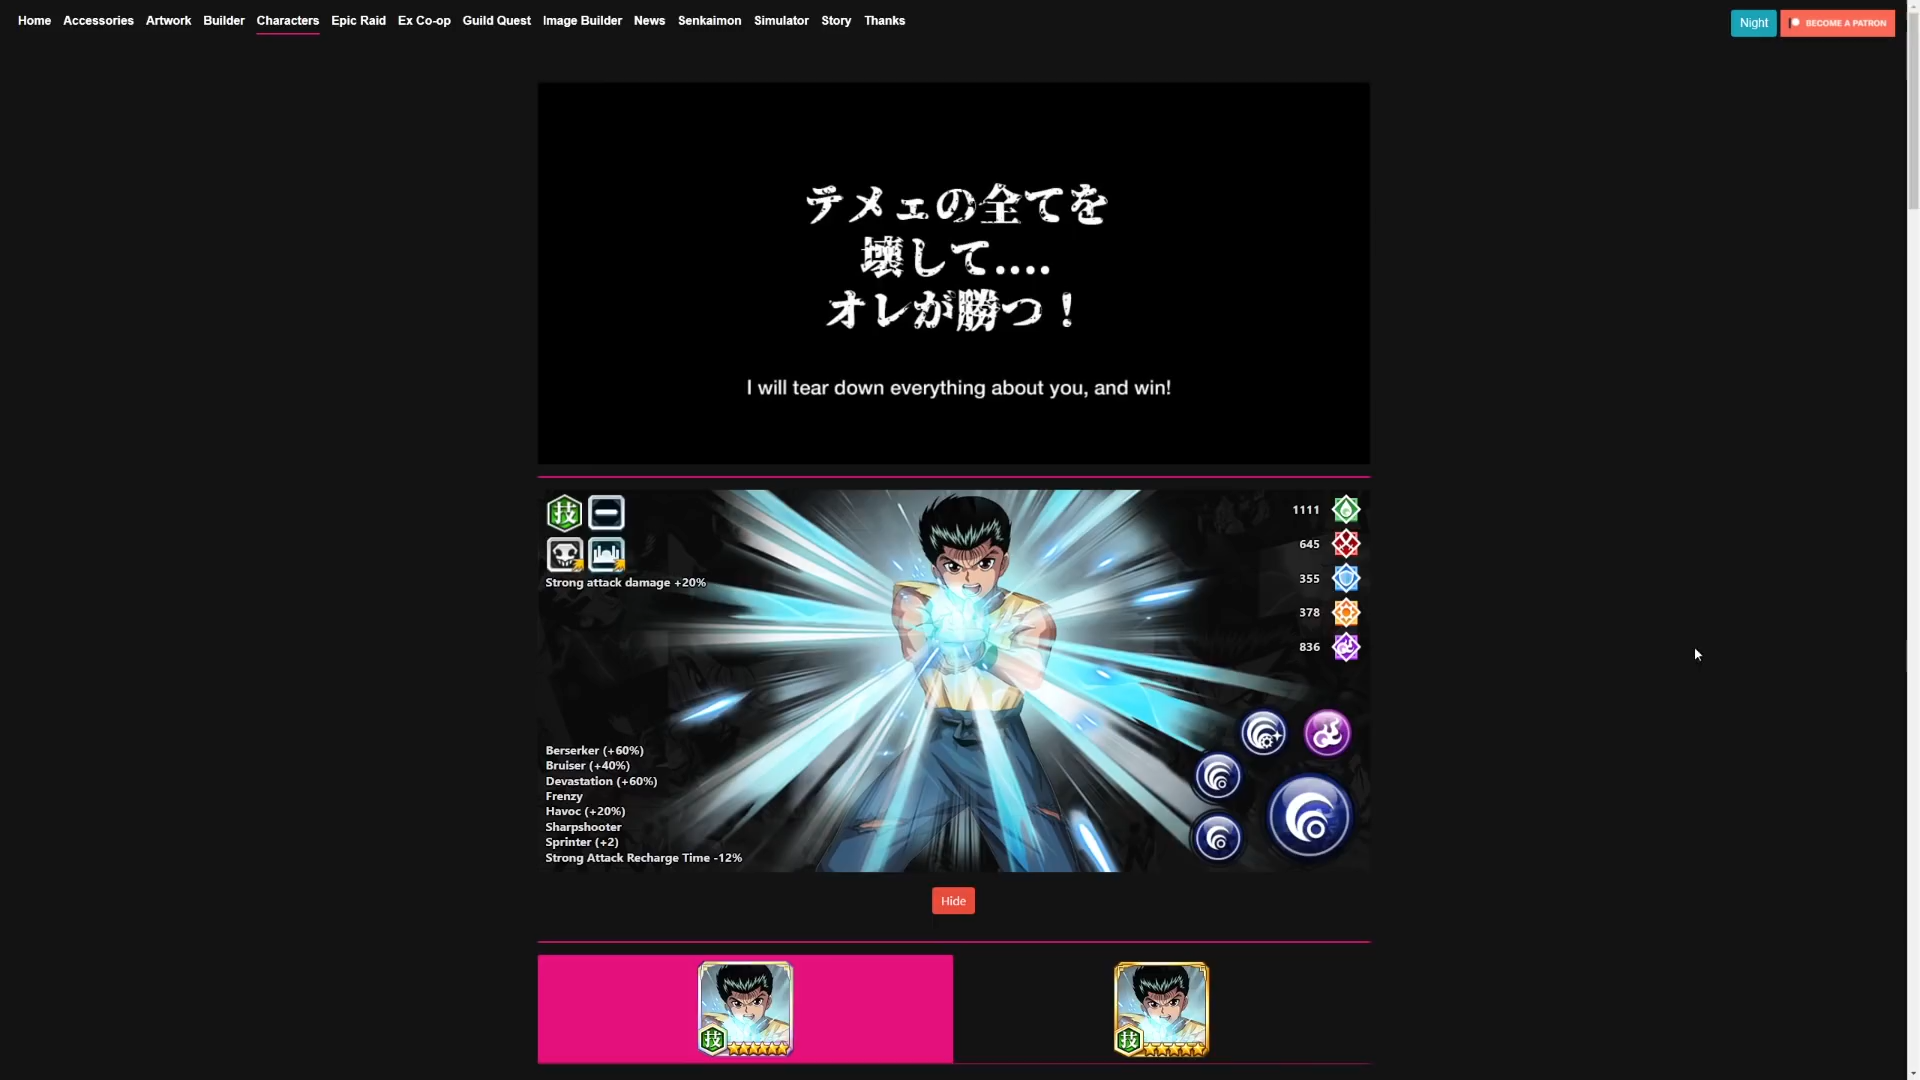 Home Accessories Artwork Builder Characters Epic Raid Ex Co-op Guild Quest Image Builder News Senkaimon Simulator Story Thanks
Night BECOME A PATRON
テメェの全てを
壊して....
オレが勝つ！
I will tear down everything about you, and win!
技
Strong attack damage +20%
1111
645
355
378
836
Berserker (+60%)
Bruiser (+40%)
Devastation (+60%)
Frenzy
Havoc (+20%)
Sharpshooter
Sprinter (+2)
Strong Attack Recharge Time -12%
Hide
技
技